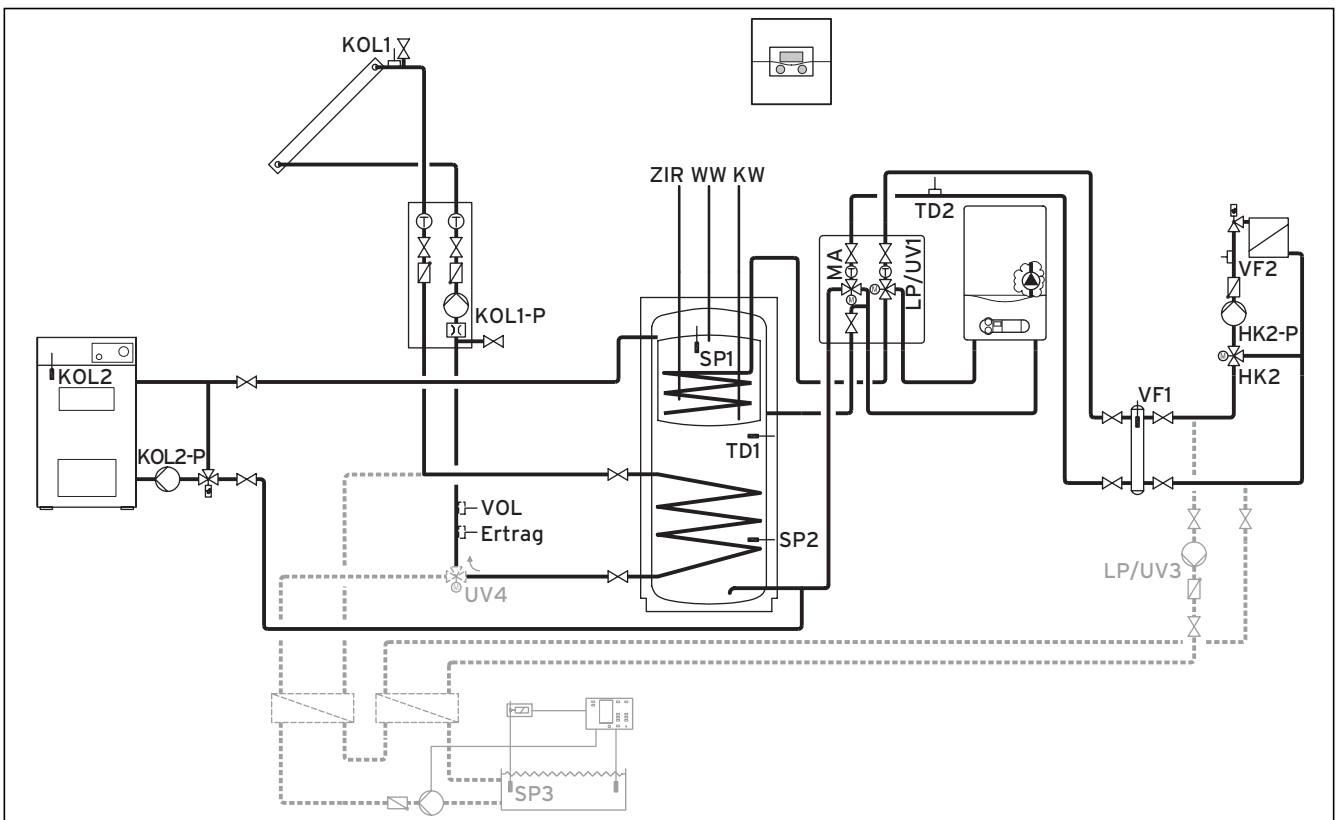 KOL1
ZIR WW KW
TD2
MA
LP/UV1
VF2
KOL1-P
HK2-P
SP1
KOL2
HK2
VF1
TD1
KOL2-P
VOL
Ertrag
SP2
LP/UV3
UV4
SP3